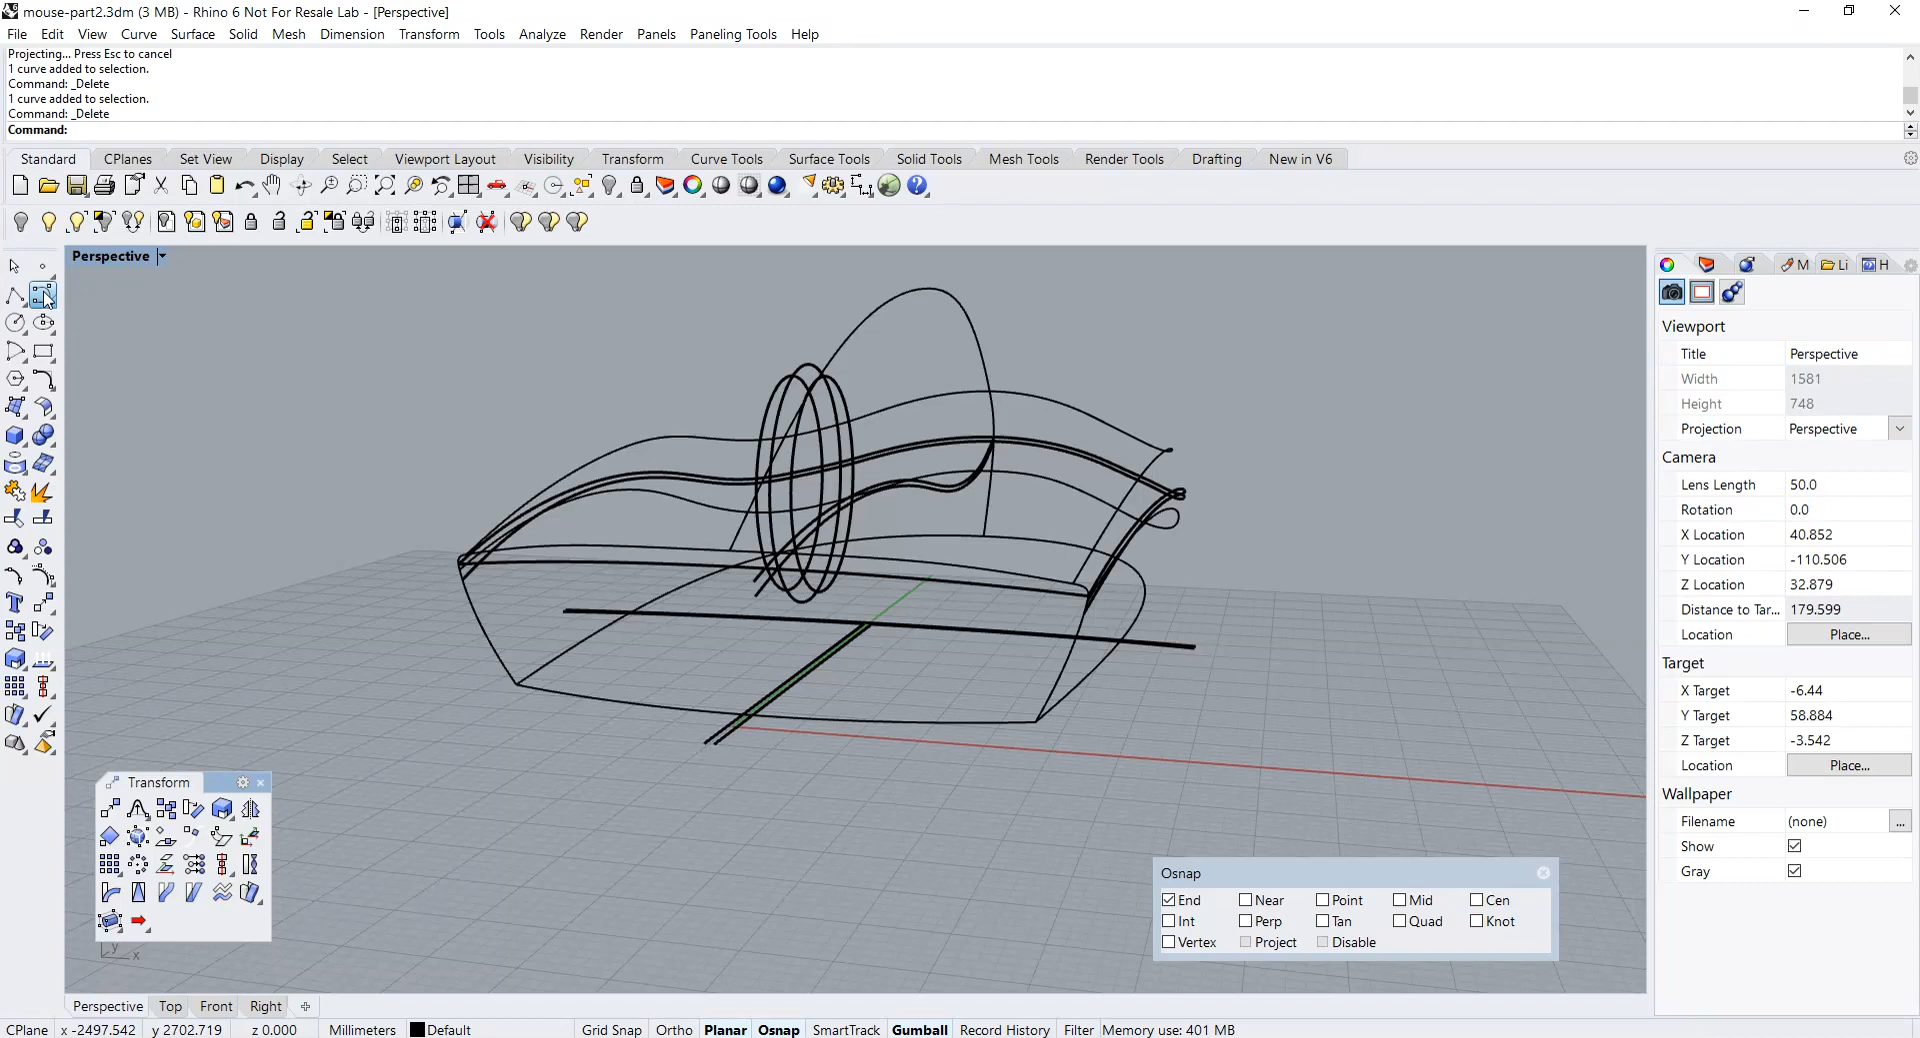 mouse-part2.3dm (3 MB) - Rhino 6 Not For Resale Lab - [Perspective]
File Edit View Curve Surface Solid Mesh Dimension Transform Tools Analyze Render Panels Paneling Tools Help
Projecting... Press Esc to cancel
1 curve added to selection.
Command: _Delete
1 curve added to selection.
Command: _Delete
Command:
Standard CPlanes Set View Display Select Viewport Layout Visibility Transform Curve Tools Surface Tools Solid Tools Mesh Tools Render Tools Drafting New in V6
Perspective
M Li H
Viewport
Title Perspective
Width 1581
Height 748
Projection Perspective
Camera
Lens Length 50.0
Rotation 0.0
X Location 40.852
Y Location -110.506
Z Location 32.879
Distance to Tar... 179.599
Location Place...
Target
X Target -6.44
Y Target 58.884
Z Target -3.542
Location Place...
Wallpaper
Filename (none) ...
Show
Gray
Transform
y x
Osnap
End Near Point Mid Cen
Int Perp Tan Quad Knot
Vertex Project Disable
Perspective Top Front Right
CPlane x -2497.542 y 2702.719 z 0.000 Millimeters Default Grid Snap Ortho Planar Osnap SmartTrack Gumball Record History Filter Memory use: 401 MB